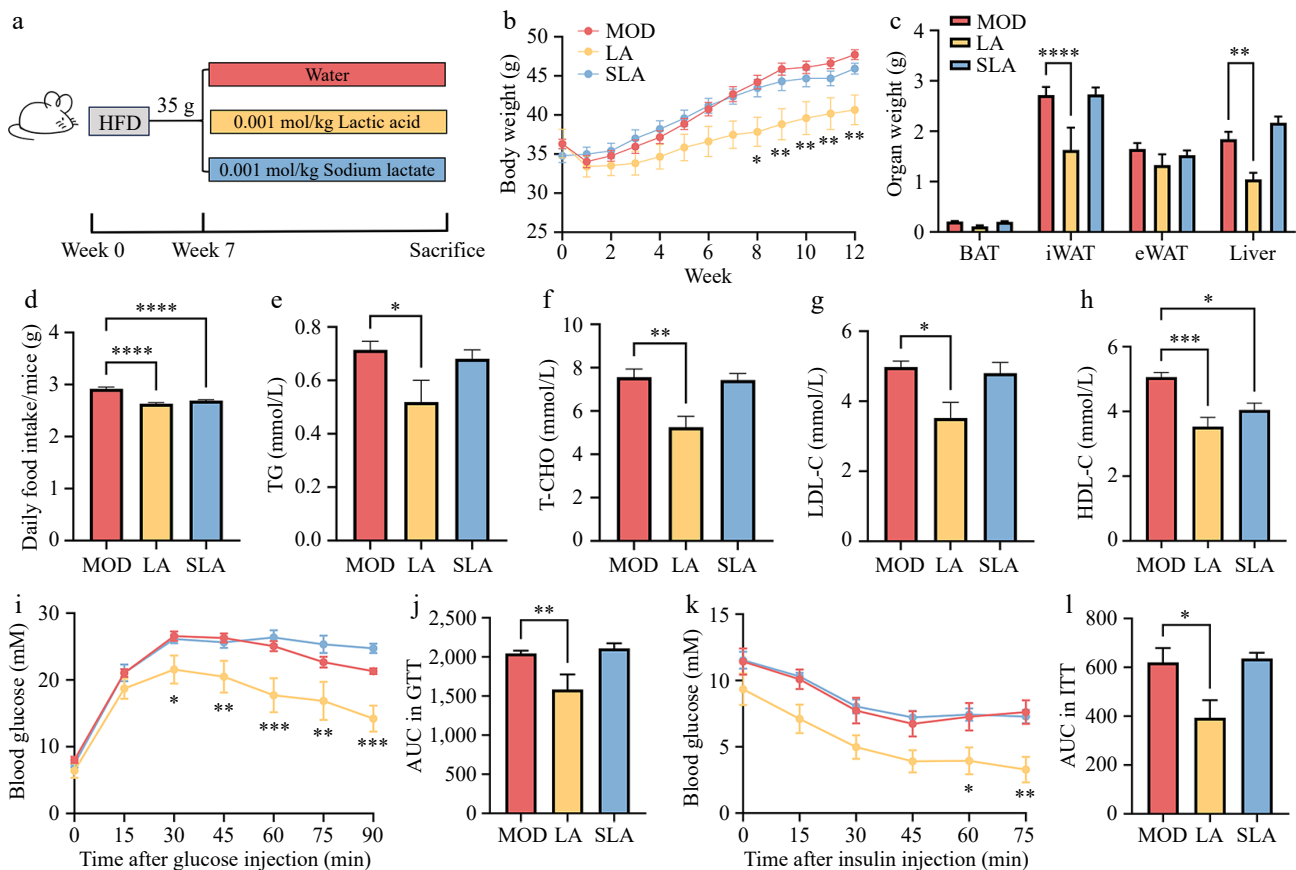 a
HFD
35 g
Water
0.001 mol/kg Lactic acid
0.001 mol/kg Sodium lactate
Week 0
Week 7
Sacrifice
b
MOD
LA
SLA
Body weight (g)
50
45
40
35
30
25
* ** ** ** **
0 2 4 6 8 10 12
Week
c
MOD
LA
SLA
Organ weight (g)
4
3
2
1
0
****
**
BAT iWAT eWAT Liver
d
Daily food intake/mice (g)
4
3
2
1
0
****
****
MOD LA SLA
e
TG (mmol/L)
0.8
0.6
0.4
0.2
0.0
*
MOD LA SLA
f
T-CHO (mmol/L)
10
8
6
4
2
0
**
MOD LA SLA
g
LDL-C (mmol/L)
6
4
2
0
*
MOD LA SLA
h
HDL-C (mmol/L)
6
4
2
0
*
***
MOD LA SLA
i
Blood glucose (mM)
30
20
10
0
* ** *** ** ***
0 15 30 45 60 75 90
Time after glucose injection (min)
j
AUC in GTT
2,500
2,000
1,500
1,000
500
0
**
MOD LA SLA
k
Blood glucose (mM)
15
10
5
0
* **
0 15 30 45 60 75
Time after insulin injection (min)
l
AUC in ITT
800
600
400
200
0
*
MOD LA SLA